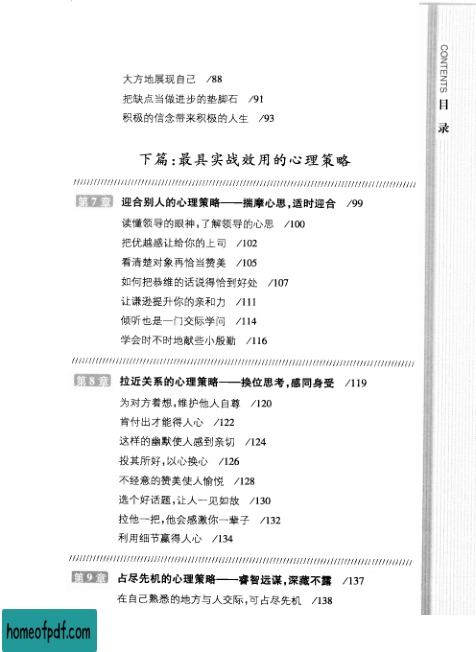 CONTENTS
目
录
大方地展现自己 /88
把缺点当做进步的垫脚石 /91
积极的信念带来积极的人生 /93
下篇:最具实战效用的心理策略
第7章 迎合别人的心理策略——揣摩心思,适时迎合 /99
读懂领导的眼神,了解领导的心思 /100
把优越感让给你的上司 /102
看清楚对象再恰当赞美 /105
如何把恭维的话说得恰到好处 /107
让谦逊提升你的亲和力 /111
倾听也是一门交际学问 /114
学会时不时地献些小殷勤 /116
第8章 拉近关系的心理策略——换位思考,感同身受 /119
为对方着想,维护他人自尊 /120
肯付出才能得人心 /122
这样的幽默使人感到亲切 /124
投其所好,以心换心 /126
不经意的赞美使人愉悦 /128
选个好话题,让人一见如故 /130
拉他一把,他会感激你一辈子 /132
利用细节赢得人心 /134
第9章 占尽先机的心理策略——睿智远谋,深藏不露 /137
在自己熟悉的地方与人交际,可占尽先机 /138
homeofpdf.com